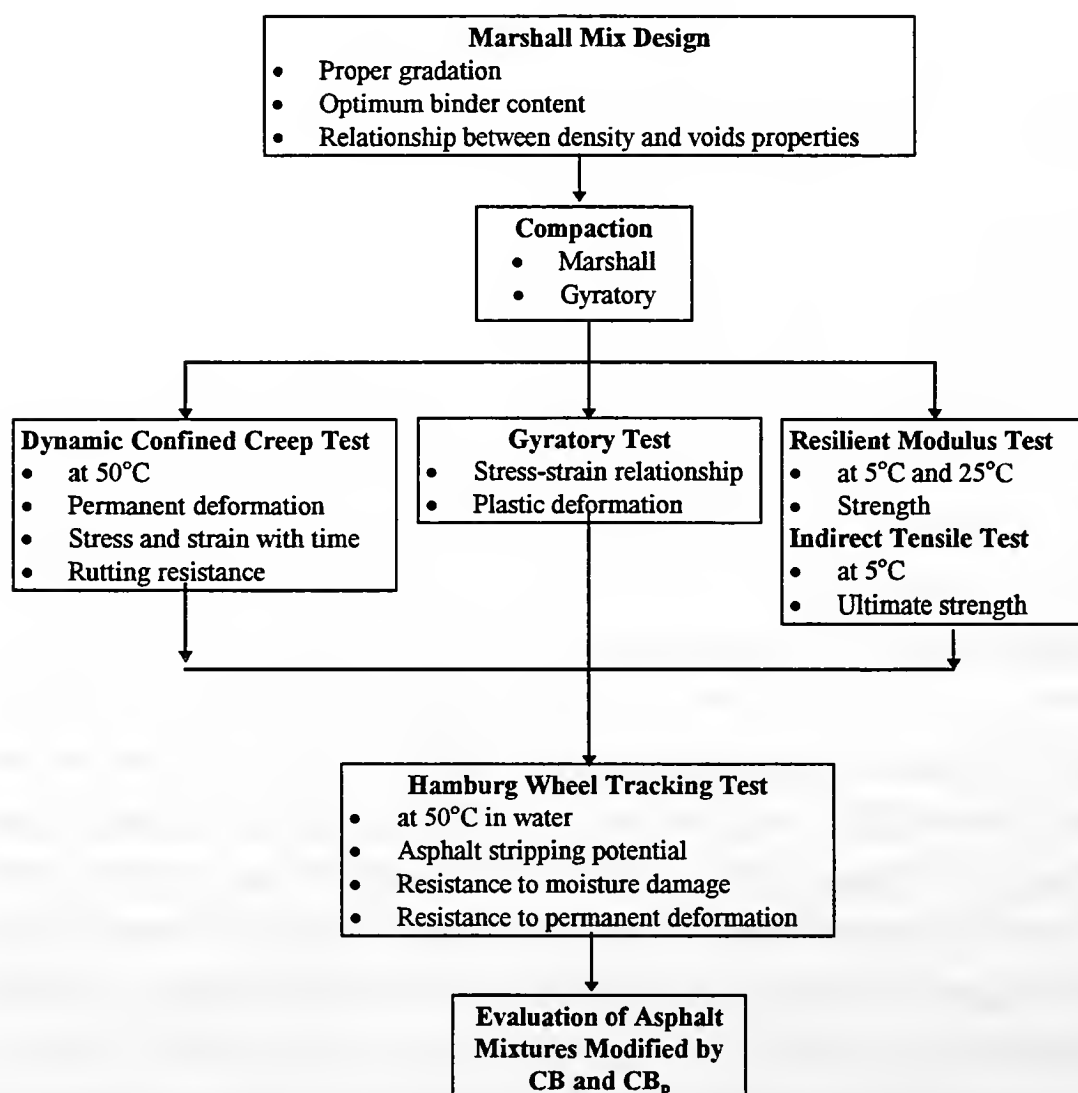 Marshall Mix Design
• Proper gradation
• Optimum binder content
• Relationship between density and voids properties
Compaction
• Marshall
• Gyratory
Dynamic Confined Creep Test
• at 50°C
• Permanent deformation
• Stress and strain with time
• Rutting resistance
Gyratory Test
• Stress-strain relationship
• Plastic deformation
Resilient Modulus Test
• at 5°C and 25°C
• Strength
Indirect Tensile Test
• at 5°C
• Ultimate strength
Hamburg Wheel Tracking Test
• at 50°C in water
• Asphalt stripping potential
• Resistance to moisture damage
• Resistance to permanent deformation
Evaluation of Asphalt
Mixtures Modified by
CB and CBp